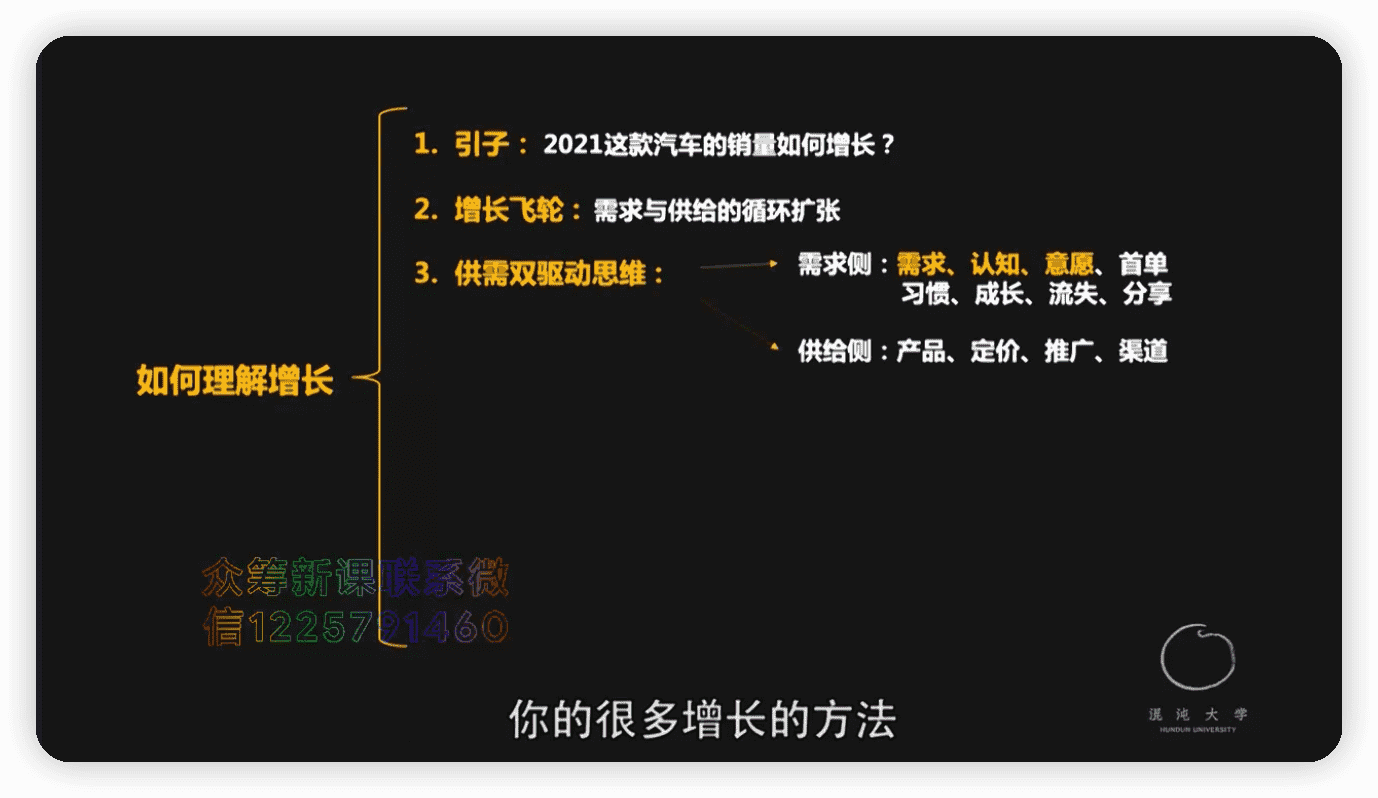 1. 引子：2021这款汽车的销量如何增长？
2. 增长飞轮：需求与供给的循环扩张
3. 供需双驱动思维：
需求侧：需求、认知、意愿、首单
习惯、成长、流失、分享
供给侧：产品、定价、推广、渠道
如何理解增长
众筹新课联系微
信1225791460
你的很多增长的方法
混沌大学
HUNDUN UNIVERSITY